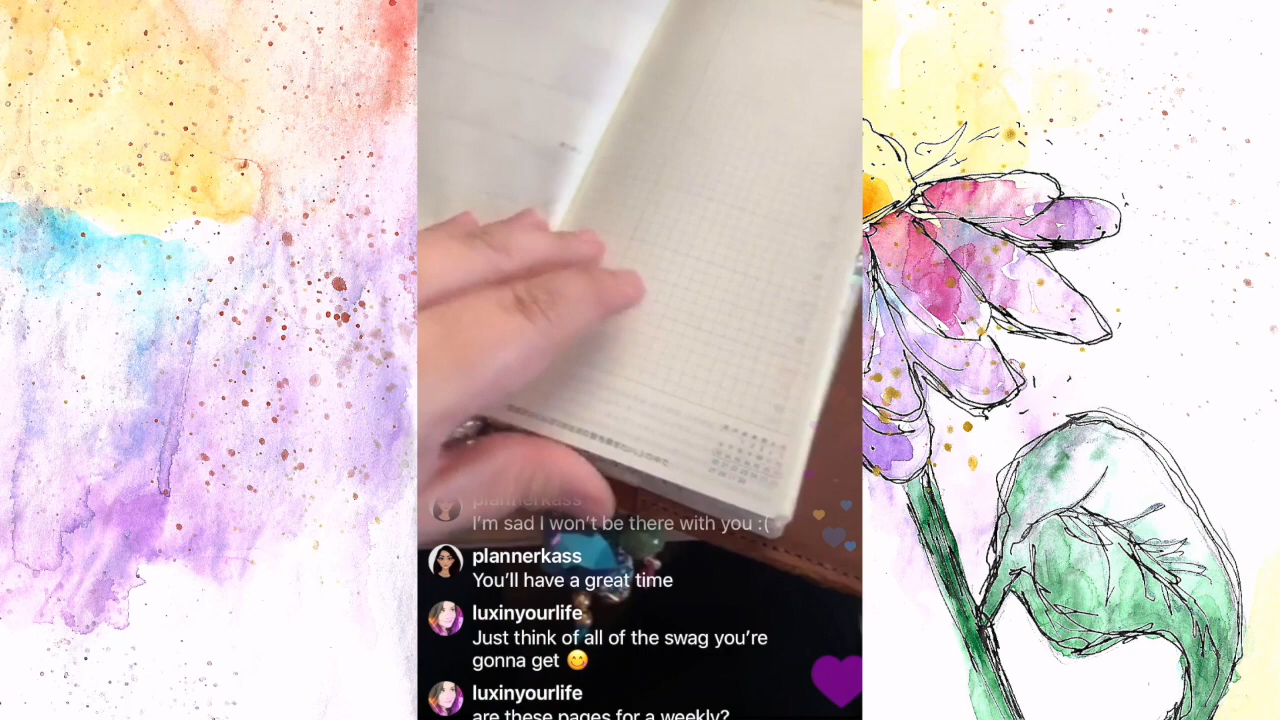 plannerkass
I'm sad I won't be there with you :(
plannerkass
You'll have a great time
luxinyourlife
Just think of all of the swag you're
gonna get 😋
luxinyourlife
are these pages for a weekly?